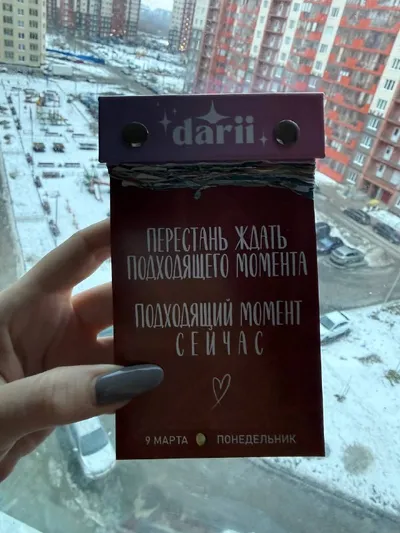 darii
ПЕРЕСТАНЬ ЖДАТЬ
ПОДХОДЯЩЕГО МОМЕНТА
ПОДХОДЯЩИЙ МОМЕНТ
СЕЙЧАС
9 МАРТА ПОНЕДЕЛЬНИК